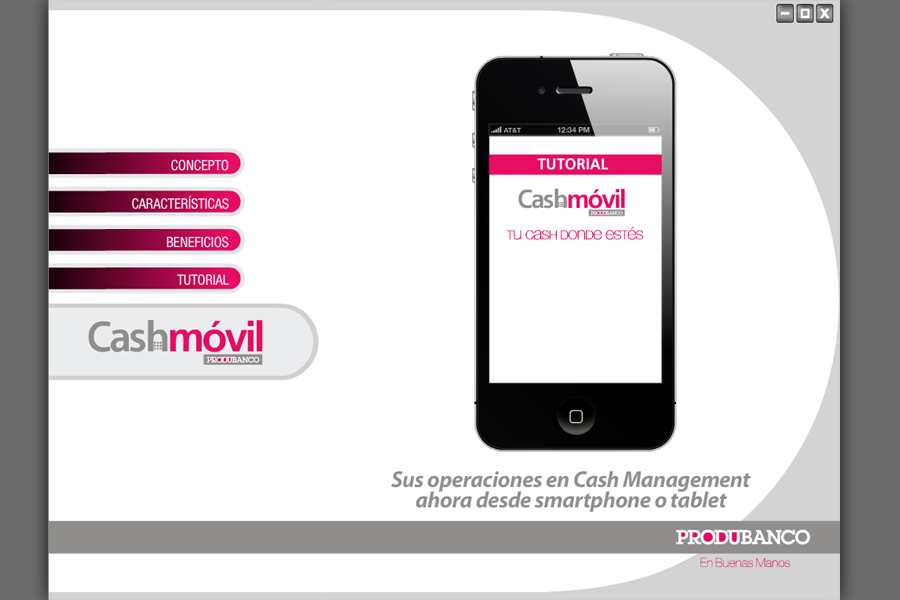 CONCEPTO
CARACTERÍSTICAS
BENEFICIOS
TUTORIAL
Cashmóvil
PRODUBANCO
AT&T 12:34 PM
TUTORIAL
Cashmóvil
PRODUBANCO
TU CASH DONDE ESTÉS
Sus operaciones en Cash Management
ahora desde smartphone o tablet
PRODUBANCO
En Buenas Manos